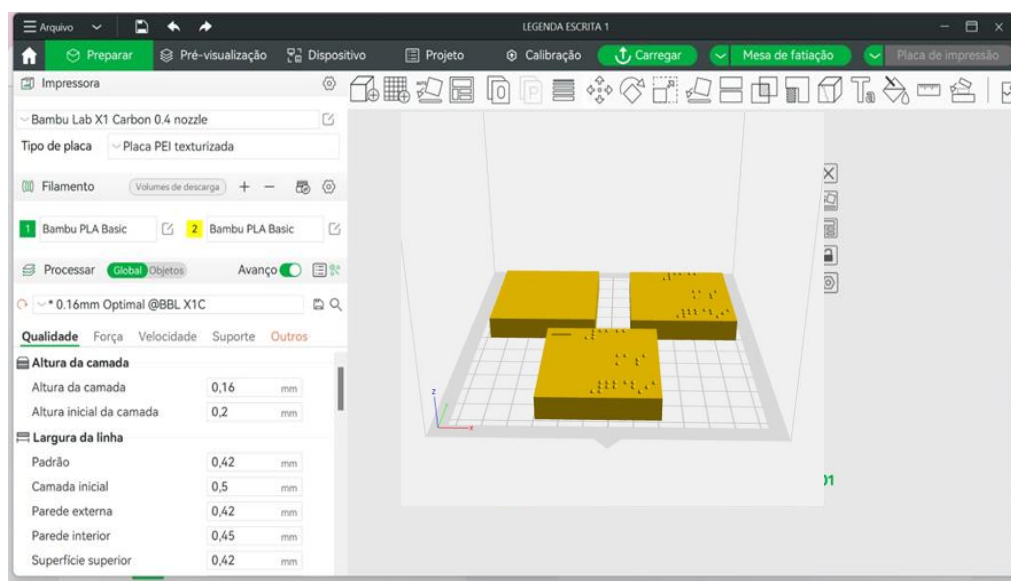 Arquivo
LEGENDA ESCRITA 1
Preparar
Pré-visualização
Dispositivo
Projeto
Calibração
Carregar
Mesa de fatiação
Placa de impressão
Impressora
Bambu Lab X1 Carbon 0.4 nozzle
Tipo de placa
Placa PEI texturizada
Filamento
Volumes de descarga
1 Bambu PLA Basic
2 Bambu PLA Basic
Processar
Global
Objetos
Avanço
* 0.16mm Optimal @BBL X1C
Qualidade
Força
Velocidade
Suporte
Outros
Altura da camada
Altura da camada 0,16 mm
Altura inicial da camada 0,2 mm
Largura da linha
Padrão 0,42 mm
Camada inicial 0,5 mm
Parede externa 0,42 mm
Parede interior 0,45 mm
Superfície superior 0,42 mm
z
x
01